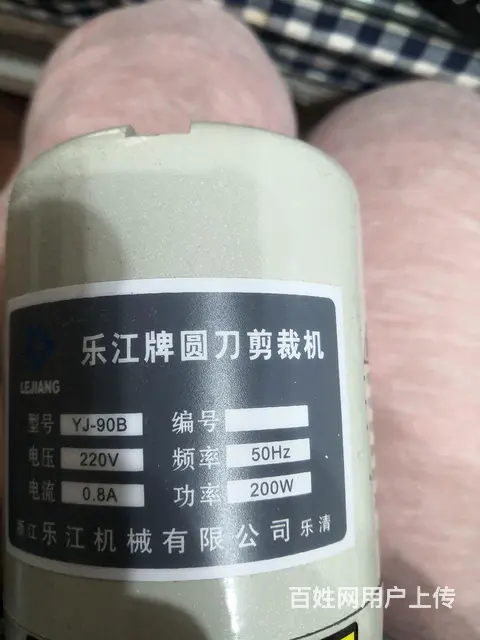 乐江牌圆刀剪裁机
LEJIANG
型号 YJ-90B 编号
电压 220V 频率 50Hz
电流 0.8A 功率 200W
浙江乐江机械有限公司 乐清
百姓网用户上传